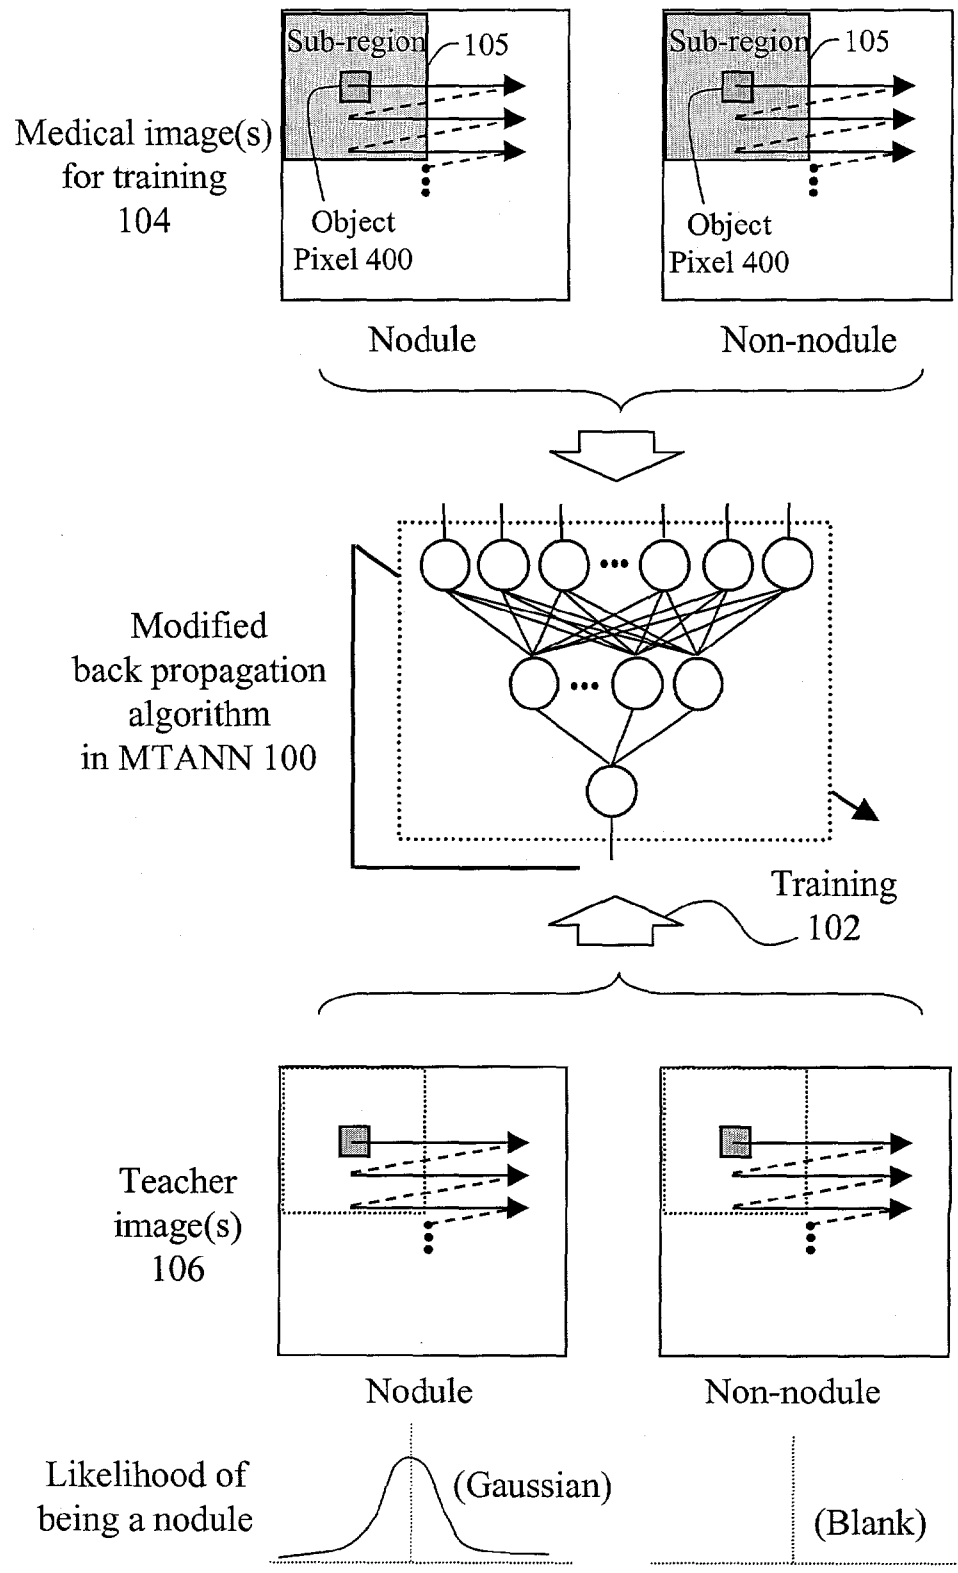 Sub-region
105
Sub-region
105
Medical image(s)
for training
104
Object
Pixel 400
Object
Pixel 400
Nodule
Non-nodule
Modified
back propagation
algorithm
in MTANN 100
Training
102
Teacher
image(s)
106
Nodule
Non-nodule
Likelihood of
being a nodule
(Gaussian)
(Blank)